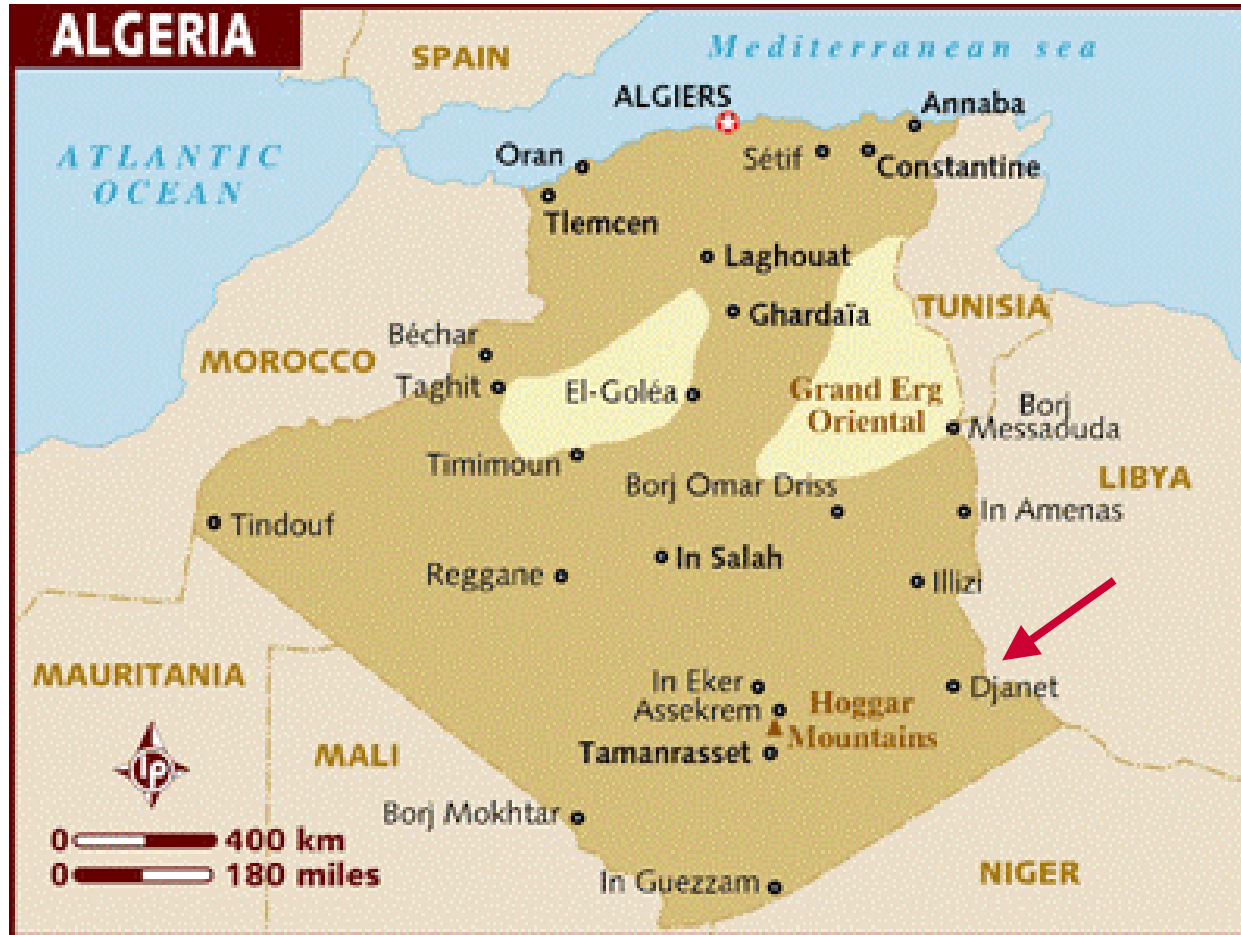 ALGERIA
SPAIN
Mediterranean sea
ALGIERS
Annaba
ATLANTIC
OCEAN
Oran
Sétif
Constantine
Tlemcen
Laghouat
Ghardaïa
TUNISIA
Béchar
MOROCCO
Taghit
El-Goléa
Grand Erg
Oriental
Borj
Messaduda
Timimoun
Borj Omar Driss
LIBYA
Tindouf
In Amenas
In Salah
Reggane
Illizi
MAURITANIA
In Eker
Djanet
Assekrem
Hoggar
Mountains
MALI
Tamanrasset
LP
Borj Mokhtar
0 400 km
0 180 miles
In Guezzam
NIGER